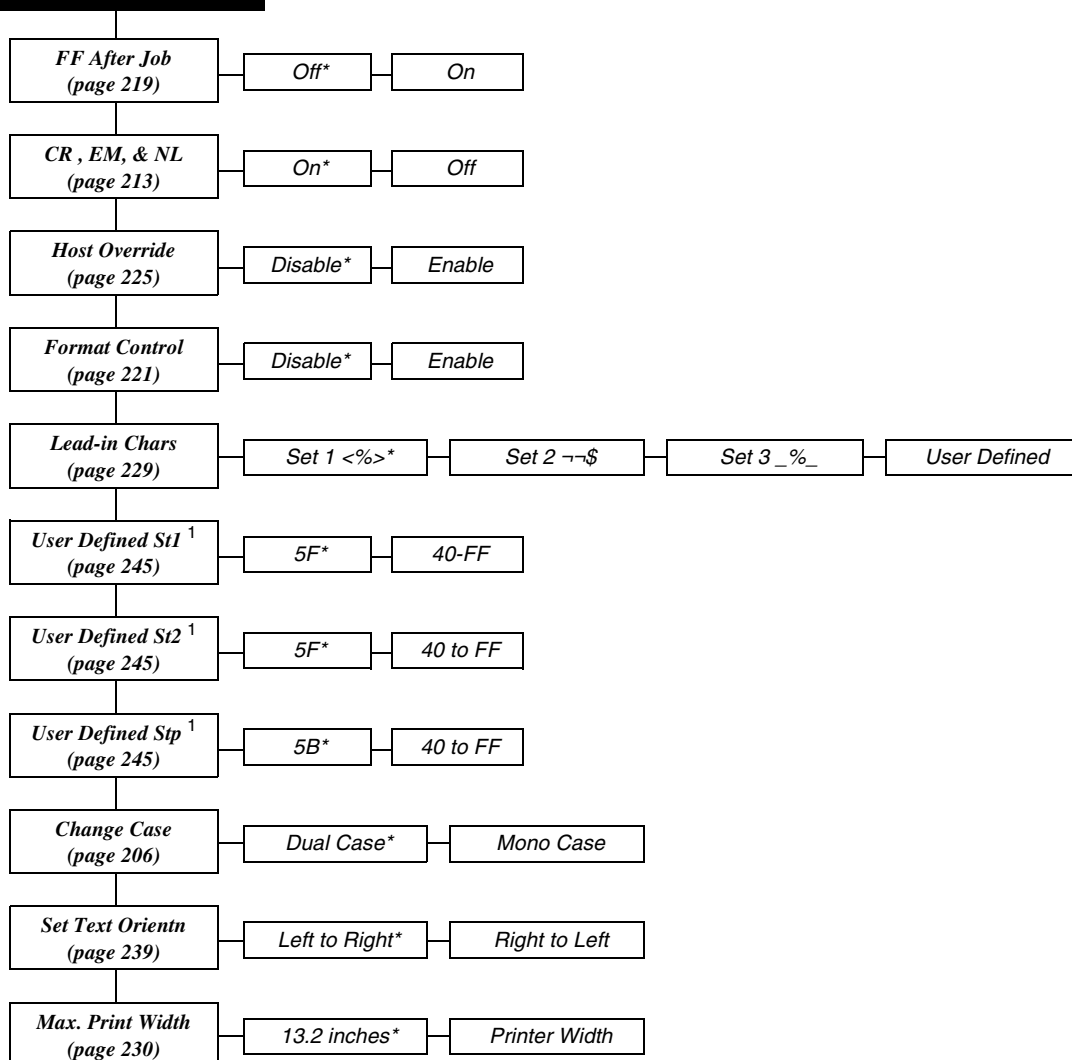 FF After Job
(page 219)
Off*
On
CR , EM, & NL
(page 213)
On*
Off
Host Override
(page 225)
Disable*
Enable
Format Control
(page 221)
Disable*
Enable
Lead-in Chars
(page 229)
Set 1 <%>*
Set 2 ¬¬$
Set 3 _%_
User Defined
User Defined St1 1
(page 245)
5F*
40-FF
User Defined St2 1
(page 245)
5F*
40 to FF
User Defined Stp 1
(page 245)
5B*
40 to FF
Change Case
(page 206)
Dual Case*
Mono Case
Set Text Orientn
(page 239)
Left to Right*
Right to Left
Max. Print Width
(page 230)
13.2 inches*
Printer Width